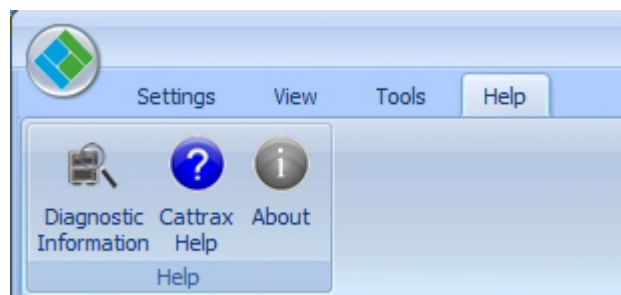 Settings View Tools Help
Diagnostic Information
Cattrax Help
About
Help